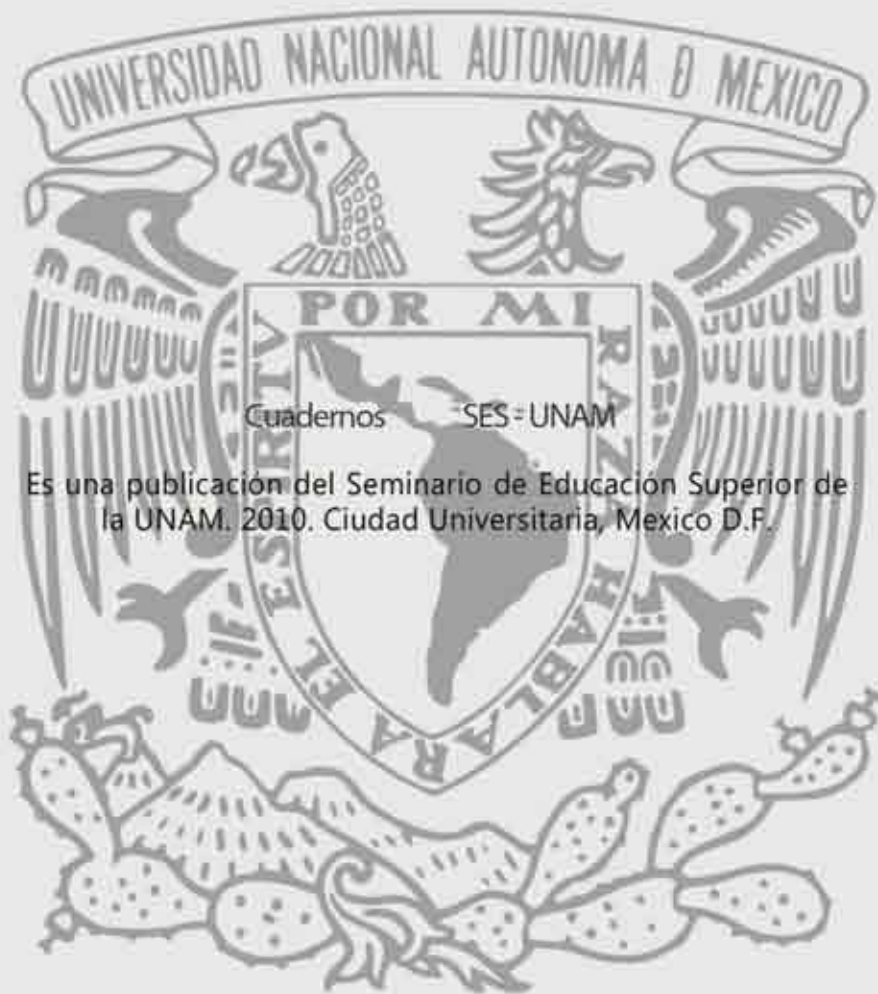 UNIVERSIDAD NACIONAL AUTONOMA Ð MEXICO
POR MI RAZA HABLARA EL ESPIRITV
Cuadernos SES-UNAM
Es una publicación del Seminario de Educación Superior de
la UNAM. 2010. Ciudad Universitaria, Mexico D.F.